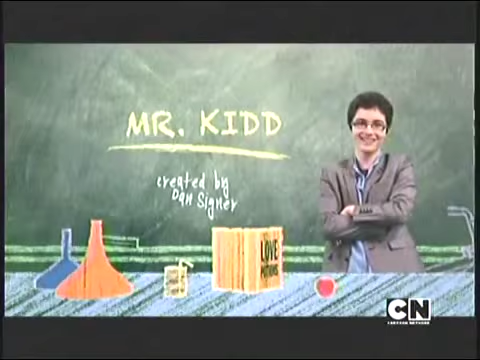 MR. KIDD
created by
Dan Signer
LOVE
POTIONS
CN
CARTOON NETWORK